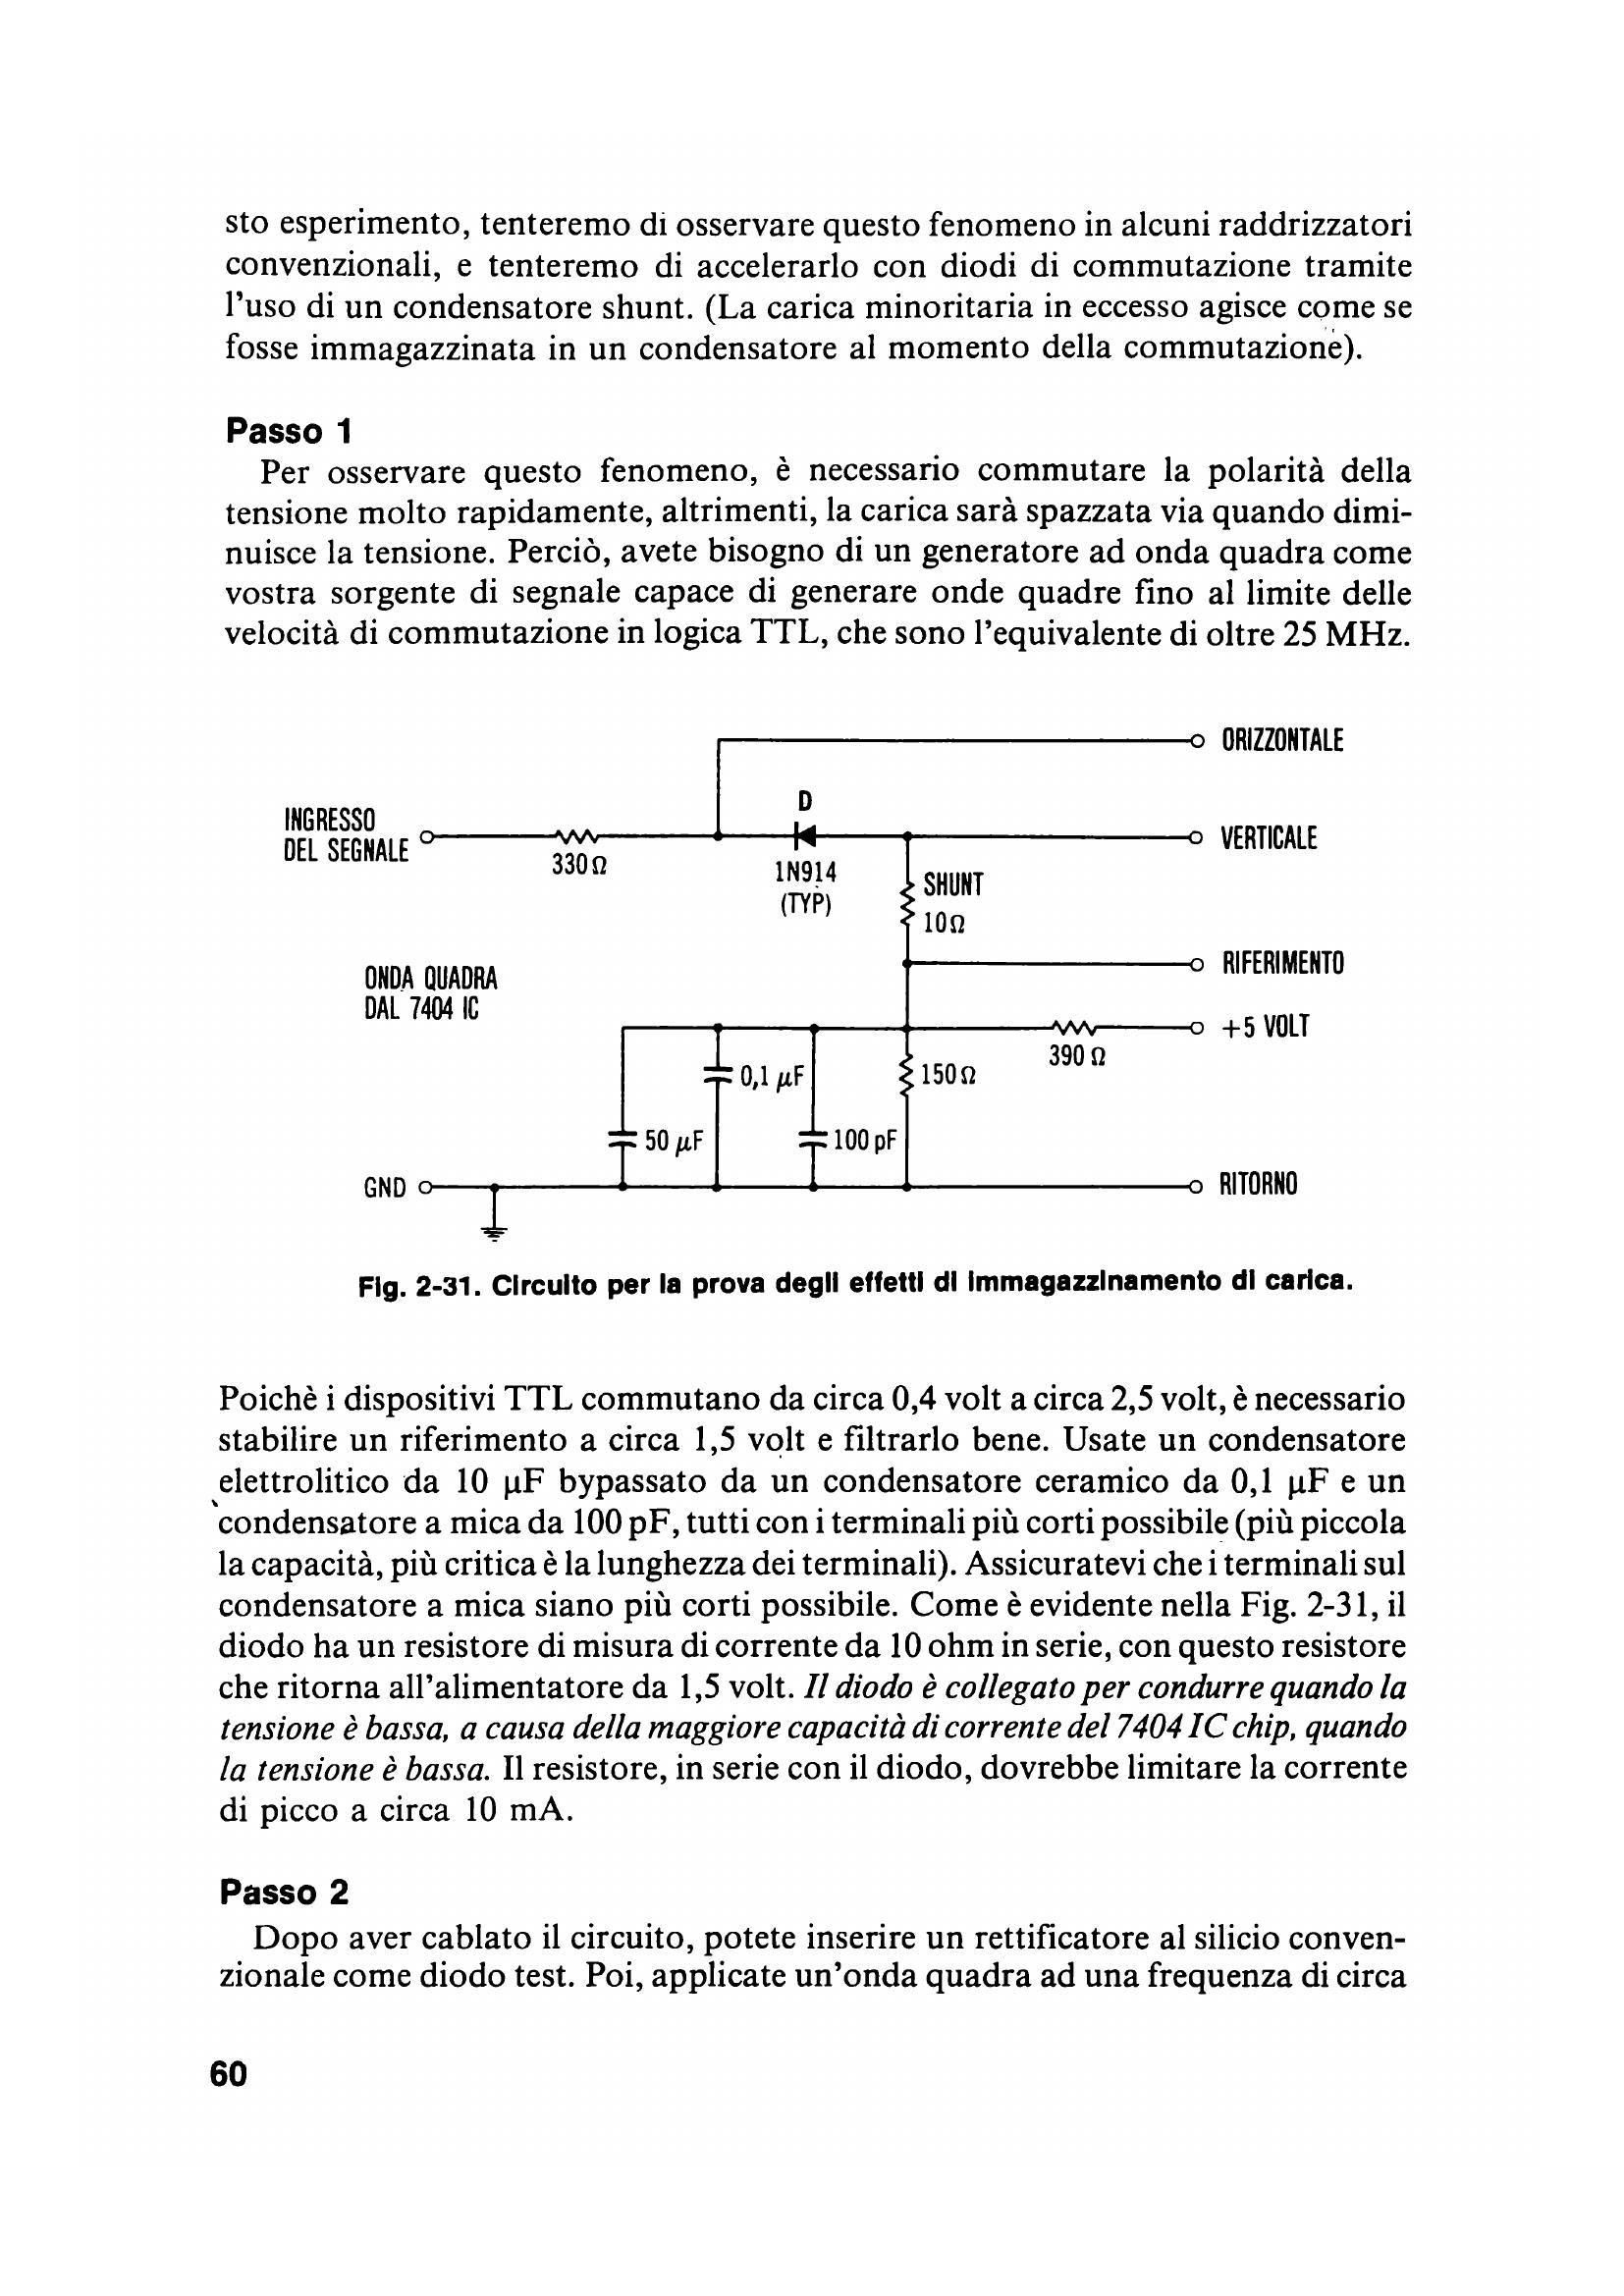 sto esperimento, tenteremo di osservare questo fenomeno in alcuni raddrizzatori
convenzionali, e tenteremo di accelerarlo con diodi di commutazione tramite
l'uso di un condensatore shunt. (La carica minoritaria in eccesso agisce come se
fosse immagazzinata in un condensatore al momento della commutazione).
Passo 1
Per osservare questo fenomeno, è necessario commutare la polarità della
tensione molto rapidamente, altrimenti, la carica sarà spazzata via quando dimi-
nuisce la tensione. Perciò, avete bisogno di un generatore ad onda quadra come
vostra sorgente di segnale capace di generare onde quadre fino al limite delle
velocità di commutazione in logica TTL, che sono l'equivalente di oltre 25 MHz.
ORIZZONTALE
INGRESSO
DEL SEGNALE
330 Ω
D
1N914
(TYP)
VERTICALE
SHUNT
10 Ω
RIFERIMENTO
ONDA QUADRA
DAL 7404 IC
+5 VOLT
390 Ω
0,1 µF
150 Ω
50 µF
100 pF
GND
RITORNO
Fig. 2-31. Circuito per la prova degli effetti di immagazzinamento di carica.
Poichè i dispositivi TTL commutano da circa 0,4 volt a circa 2,5 volt, è necessario
stabilire un riferimento a circa 1,5 volt e filtrarlo bene. Usate un condensatore
elettrolitico da 10 µF bypassato da un condensatore ceramico da 0,1 µF e un
condensatore a mica da 100 pF, tutti con i terminali più corti possibile (più piccola
la capacità, più critica è la lunghezza dei terminali). Assicuratevi che i terminali sul
condensatore a mica siano più corti possibile. Come è evidente nella Fig. 2-31, il
diodo ha un resistore di misura di corrente da 10 ohm in serie, con questo resistore
che ritorna all'alimentatore da 1,5 volt. Il diodo è collegato per condurre quando la
tensione è bassa, a causa della maggiore capacità di corrente del 7404 IC chip, quando
la tensione è bassa. Il resistore, in serie con il diodo, dovrebbe limitare la corrente
di picco a circa 10 mA.
Passo 2
Dopo aver cablato il circuito, potete inserire un rettificatore al silicio conven-
zionale come diodo test. Poi, applicate un'onda quadra ad una frequenza di circa
60